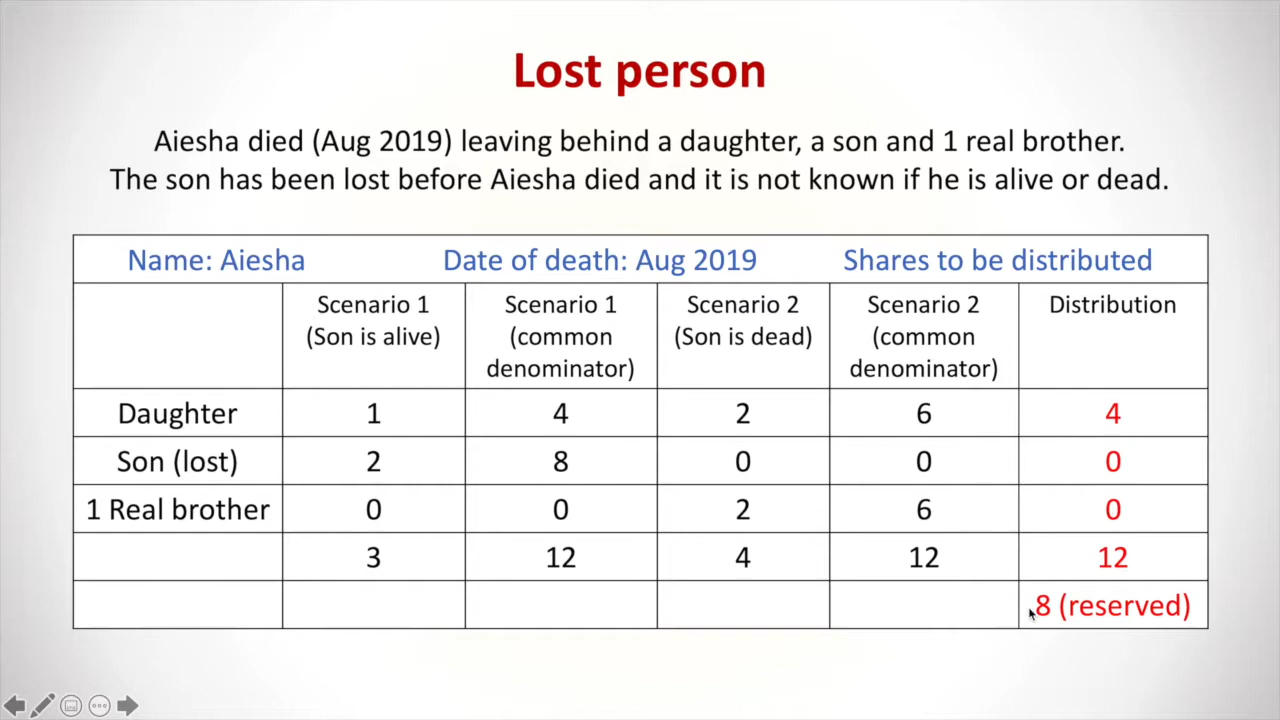 Lost person
Aiesha died (Aug 2019) leaving behind a daughter, a son and 1 real brother.
The son has been lost before Aiesha died and it is not known if he is alive or dead.
Name: Aiesha Date of death: Aug 2019 Shares to be distributed
Scenario 1 (Son is alive) Scenario 1 (common denominator) Scenario 2 (Son is dead) Scenario 2 (common denominator) Distribution
Daughter 1 4 2 6 4
Son (lost) 2 8 0 0 0
1 Real brother 0 0 2 6 0
3 12 4 12 12
8 (reserved)